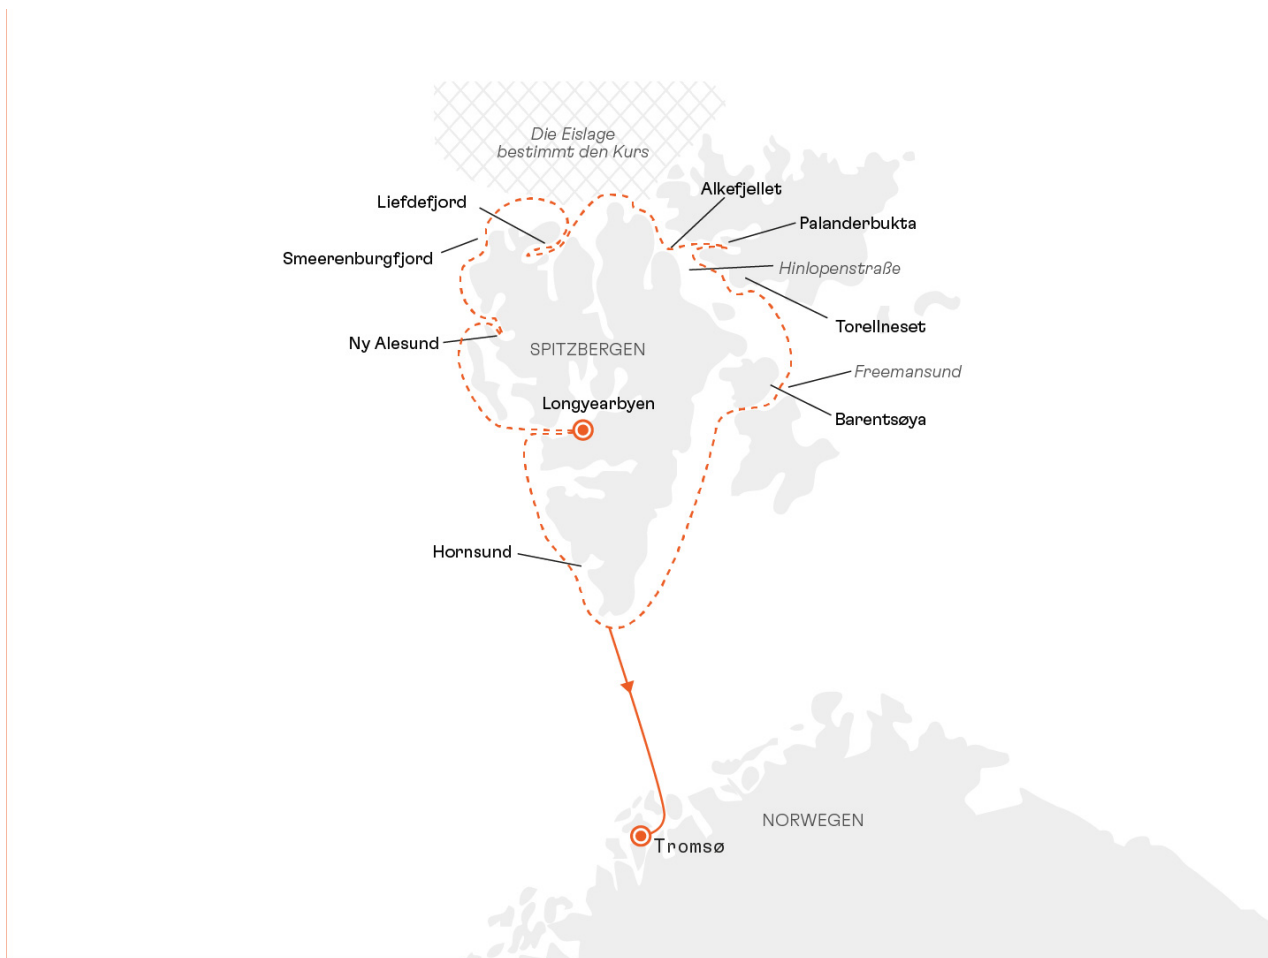 Die Eislage
bestimmt den Kurs
Alkefjellet
Liefdefjord
Palanderbukta
Smeerenburgfjord
Hinlopenstraße
Torellneset
Ny Alesund
SPITZBERGEN
Freemansund
Longyearbyen
Barentsøya
Hornsund
NORWEGEN
Tromsø